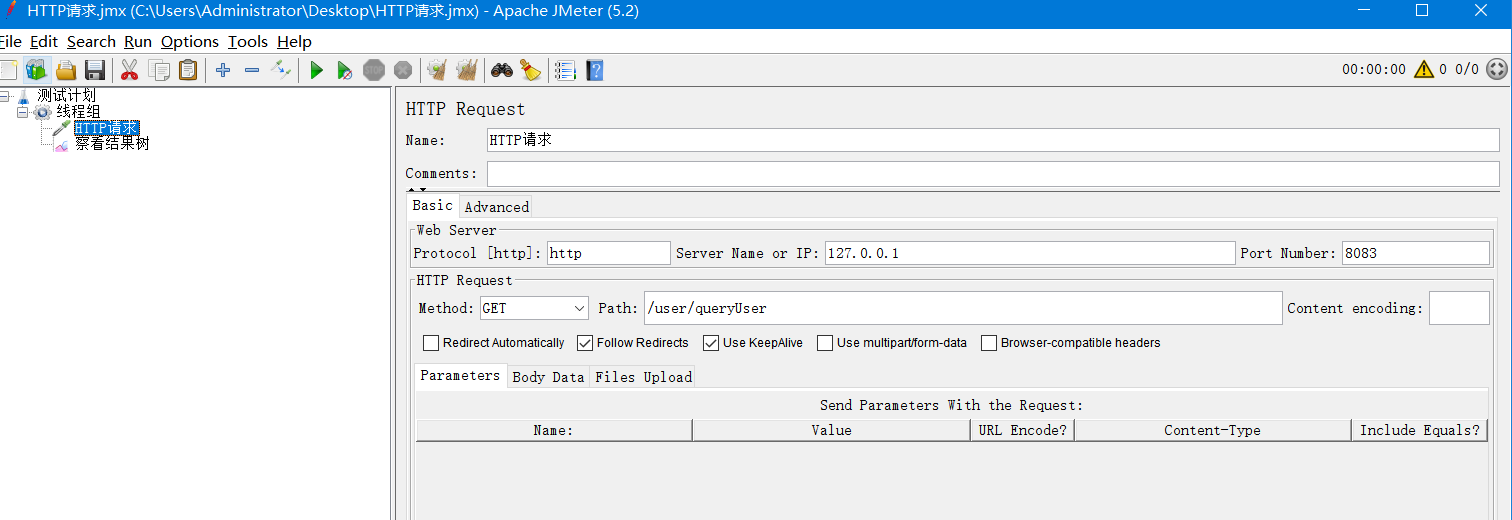 HTTP请求.jmx (C:\Users\Administrator\Desktop\HTTP请求.jmx) - Apache JMeter (5.2)
File Edit Search Run Options Tools Help
STOP
00:00:00 0 0/0
测试计划
线程组
HTTP请求
察看结果树
HTTP Request
Name: HTTP请求
Comments:
Basic Advanced
Web Server
Protocol [http]: http Server Name or IP: 127.0.0.1 Port Number: 8083
HTTP Request
Method: GET Path: /user/queryUser Content encoding:
Redirect Automatically Follow Redirects Use KeepAlive Use multipart/form-data Browser-compatible headers
Parameters Body Data Files Upload
Send Parameters With the Request:
Name: Value URL Encode? Content-Type Include Equals?